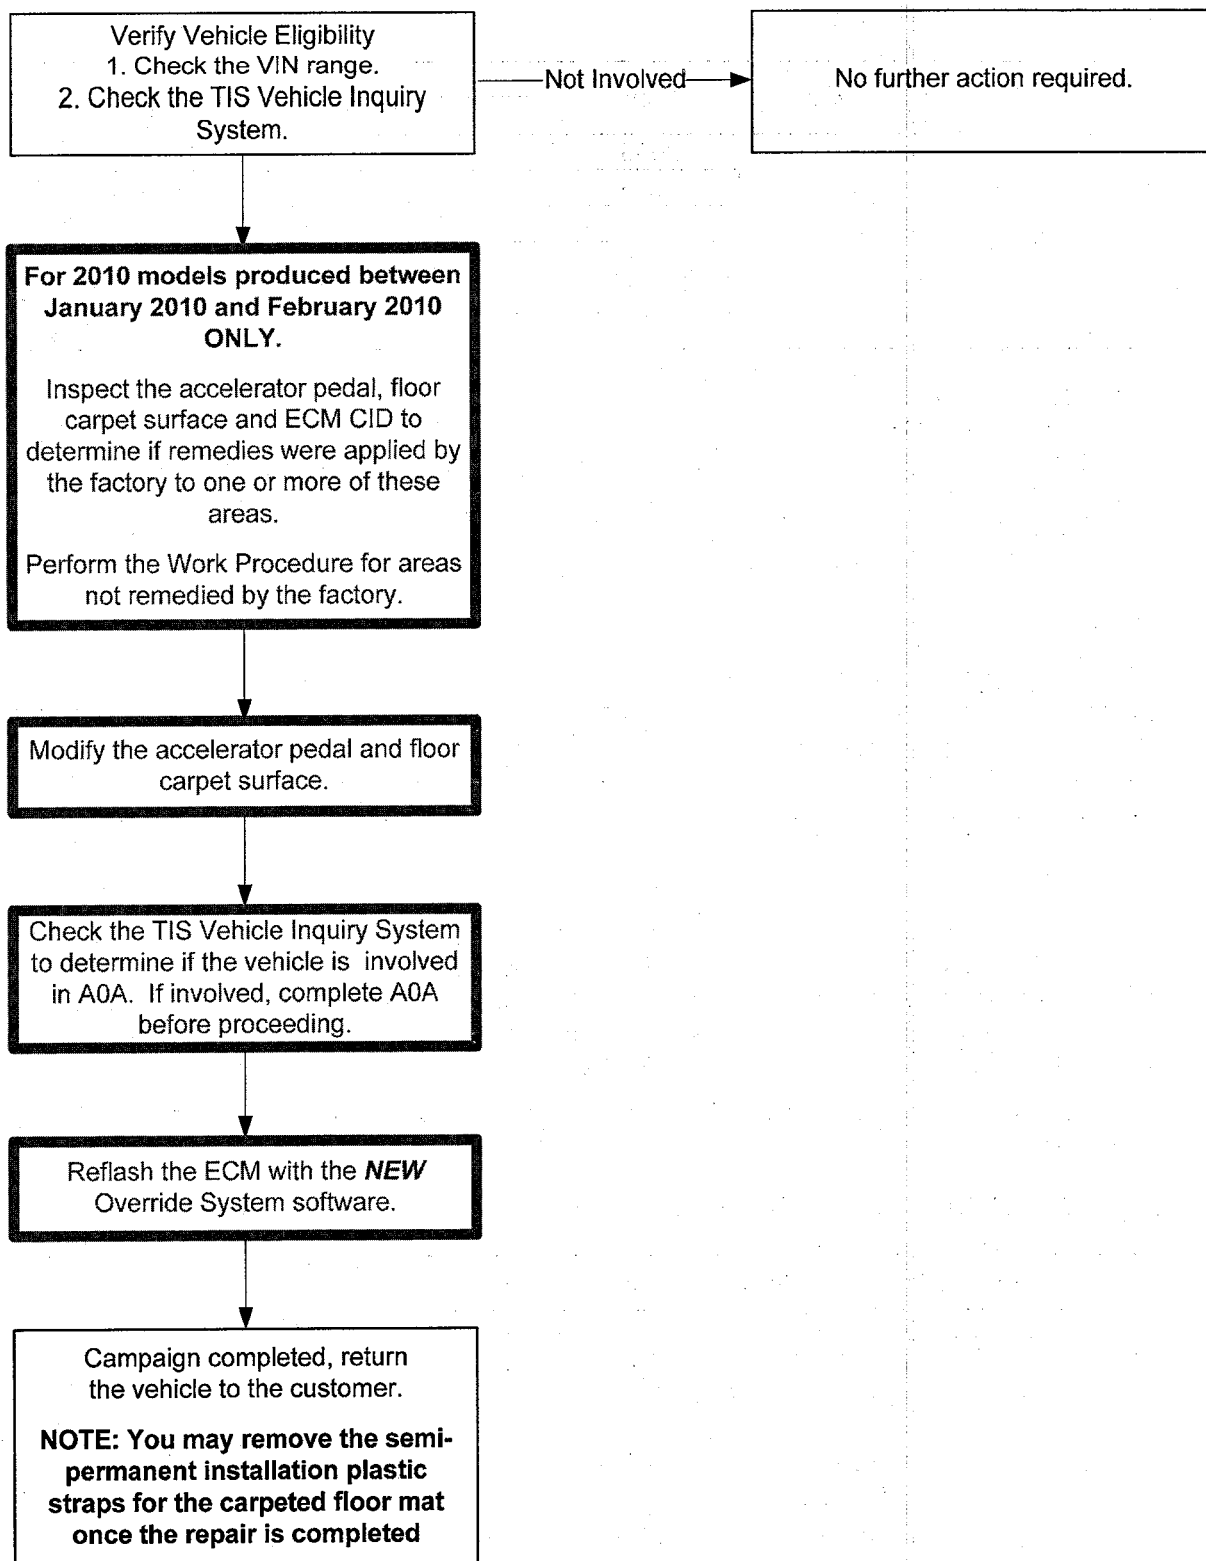 Verify Vehicle Eligibility
1. Check the VIN range.
2. Check the TIS Vehicle Inquiry
System.
Not Involved
No further action required.
For 2010 models produced between
January 2010 and February 2010
ONLY.
Inspect the accelerator pedal, floor
carpet surface and ECM CID to
determine if remedies were applied by
the factory to one or more of these
areas.
Perform the Work Procedure for areas
not remedied by the factory.
Modify the accelerator pedal and floor
carpet surface.
Check the TIS Vehicle Inquiry System
to determine if the vehicle is involved
in A0A. If involved, complete A0A
before proceeding.
Reflash the ECM with the NEW
Override System software.
Campaign completed, return
the vehicle to the customer.
NOTE: You may remove the semi-
permanent installation plastic
straps for the carpeted floor mat
once the repair is completed